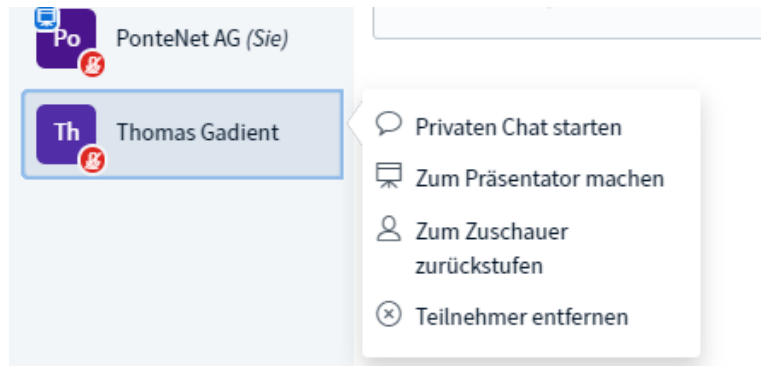 Po PonteNet AG (Sie)
Th Thomas Gadient
Privaten Chat starten
Zum Präsentator machen
Zum Zuschauer
zurückstufen
Teilnehmer entfernen